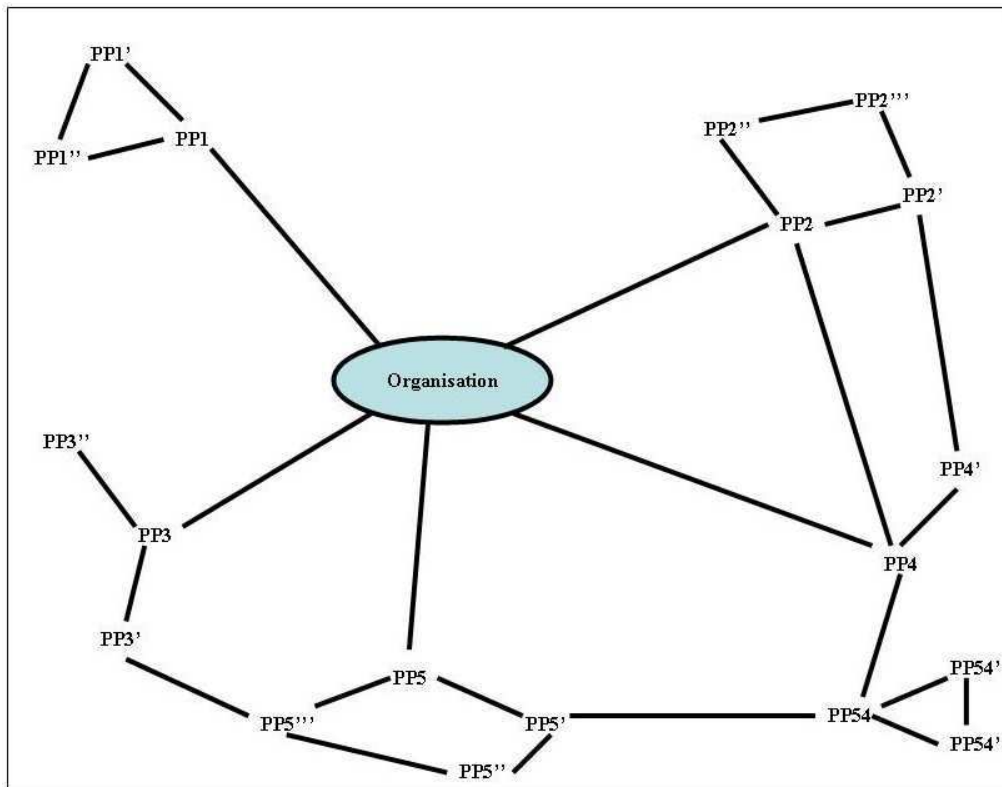 PP1’
PP2’’’
PP2’’
PP1
PP1’’
PP2’
PP2
Organisation
PP3’’
PP4’
PP3
PP4
PP3’
PP54’
PP5
PP54
PP5’’’
PP5’
PP54’
PP5’’